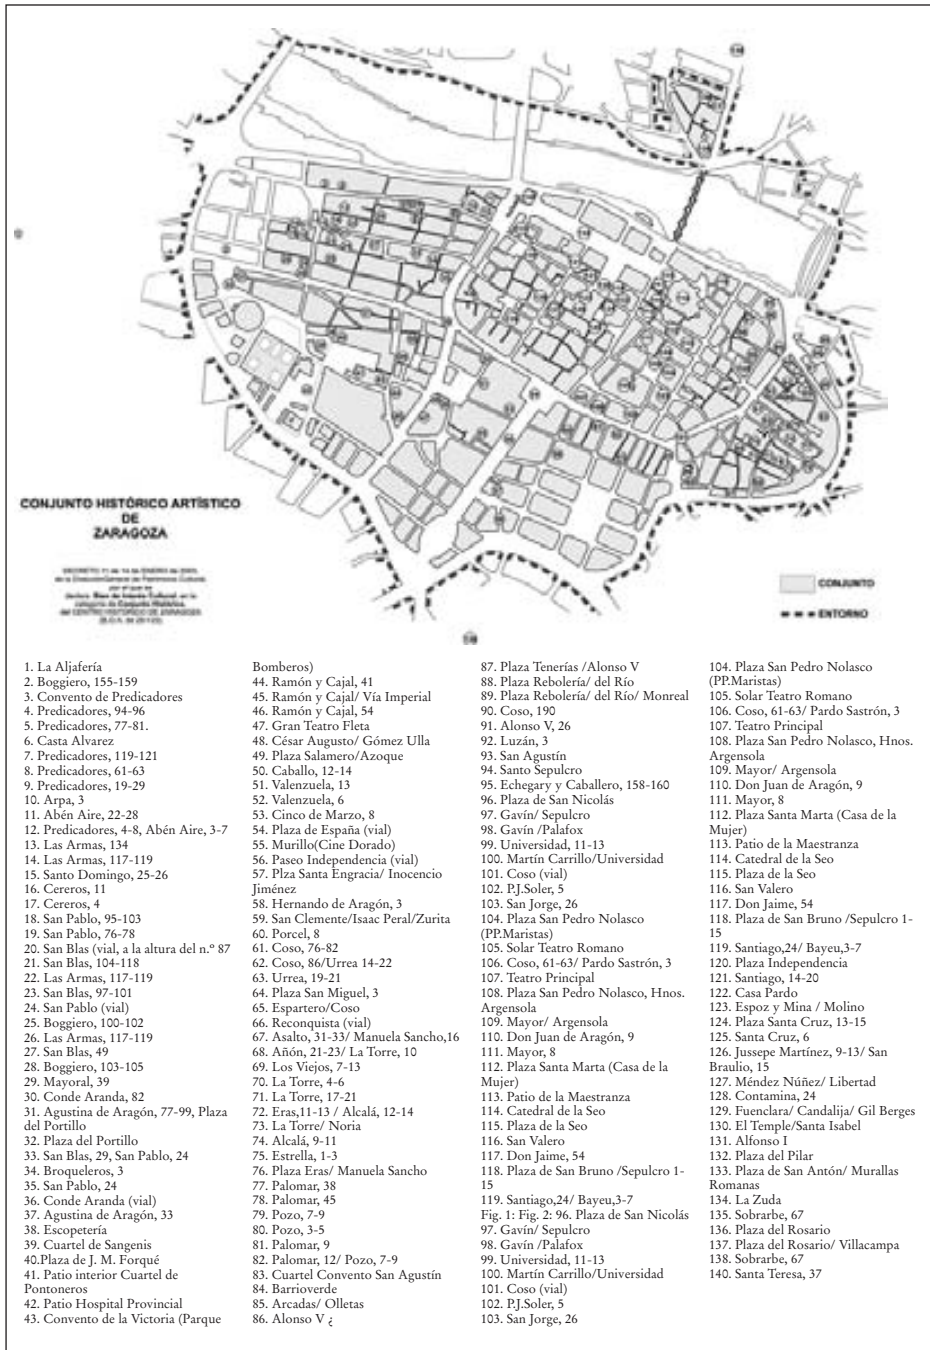 CONJUNTO HISTÓRICO ARTÍSTICO
DE
ZARAGOZA
CONJUNTO
ENTORNO
1. La Aljafería
2. Boggiero, 155-159
3. Convento de Predicadores
4. Predicadores, 94-96
5. Predicadores, 77-81.
6. Casta Alvarez
7. Predicadores, 119-121
8. Predicadores, 61-63
9. Predicadores, 19-29
10. Arpa, 3
11. Abén Aire, 22-28
12. Predicadores, 4-8, Abén Aire, 3-7
13. Las Armas, 134
14. Las Armas, 117-119
15. Santo Domingo, 25-26
16. Cereros, 11
17. Cereros, 4
18. San Pablo, 95-103
19. San Pablo, 76-78
20. San Blas (vial, a la altura del n.º 87
21. San Blas, 104-118
22. Las Armas, 117-119
23. San Blas, 97-101
24. San Pablo (vial)
25. Boggiero, 100-102
26. Las Armas, 117-119
27. San Blas, 49
28. Boggiero, 103-105
29. Mayoral, 39
30. Conde Aranda, 82
31. Agustina de Aragón, 77-99, Plaza
del Portillo
32. Plaza del Portillo
33. San Blas, 29, San Pablo, 24
34. Broqueleros, 3
35. San Pablo, 24
36. Conde Aranda (vial)
37. Agustina de Aragón, 33
38. Escopetería
39. Cuartel de Sangenis
40.Plaza de J. M. Forqué
41. Patio interior Cuartel de
Pontoneros
42. Patio Hospital Provincial
43. Convento de la Victoria (Parque
Bomberos)
44. Ramón y Cajal, 41
45. Ramón y Cajal/ Vía Imperial
46. Ramón y Cajal, 54
47. Gran Teatro Fleta
48. César Augusto/ Gómez Ulla
49. Plaza Salamero/Azoque
50. Caballo, 12-14
51. Valenzuela, 13
52. Valenzuela, 6
53. Cinco de Marzo, 8
54. Plaza de España (vial)
55. Murillo(Cine Dorado)
56. Paseo Independencia (vial)
57. Plza Santa Engracia/ Inocencio
Jiménez
58. Hernando de Aragón, 3
59. San Clemente/Isaac Peral/Zurita
60. Porcel, 8
61. Coso, 76-82
62. Coso, 86/Urrea 14-22
63. Urrea, 19-21
64. Plaza San Miguel, 3
65. Espartero/Coso
66. Reconquista (vial)
67. Asalto, 31-33/ Manuela Sancho,16
68. Añón, 21-23/ La Torre, 10
69. Los Viejos, 7-13
70. La Torre, 4-6
71. La Torre, 17-21
72. Eras,11-13 / Alcalá, 12-14
73. La Torre/ Noria
74. Alcalá, 9-11
75. Estrella, 1-3
76. Plaza Eras/ Manuela Sancho
77. Palomar, 38
78. Palomar, 45
79. Pozo, 7-9
80. Pozo, 3-5
81. Palomar, 9
82. Palomar, 12/ Pozo, 7-9
83. Cuartel Convento San Agustín
84. Barrioverde
85. Arcadas/ Olletas
86. Alonso V ¿
87. Plaza Tenerías /Alonso V
88. Plaza Rebolería/ del Río
89. Plaza Rebolería/ del Río/ Monreal
90. Coso, 190
91. Alonso V, 26
92. Luzán, 3
93. San Agustín
94. Santo Sepulcro
95. Echegary y Caballero, 158-160
96. Plaza de San Nicolás
97. Gavín/ Sepulcro
98. Gavín /Palafox
99. Universidad, 11-13
100. Martín Carrillo/Universidad
101. Coso (vial)
102. P.J.Soler, 5
103. San Jorge, 26
104. Plaza San Pedro Nolasco
(PP.Maristas)
105. Solar Teatro Romano
106. Coso, 61-63/ Pardo Sastrón, 3
107. Teatro Principal
108. Plaza San Pedro Nolasco, Hnos.
Argensola
109. Mayor/ Argensola
110. Don Juan de Aragón, 9
111. Mayor, 8
112. Plaza Santa Marta (Casa de la
Mujer)
113. Patio de la Maestranza
114. Catedral de la Seo
115. Plaza de la Seo
116. San Valero
117. Don Jaime, 54
118. Plaza de San Bruno /Sepulcro 1-
15
119. Santiago,24/ Bayeu,3-7
Fig. 1: Fig. 2: 96. Plaza de San Nicolás
97. Gavín/ Sepulcro
98. Gavín /Palafox
99. Universidad, 11-13
100. Martín Carrillo/Universidad
101. Coso (vial)
102. P.J.Soler, 5
103. San Jorge, 26
104. Plaza San Pedro Nolasco
(PP.Maristas)
105. Solar Teatro Romano
106. Coso, 61-63/ Pardo Sastrón, 3
107. Teatro Principal
108. Plaza San Pedro Nolasco, Hnos.
Argensola
109. Mayor/ Argensola
110. Don Juan de Aragón, 9
111. Mayor, 8
112. Plaza Santa Marta (Casa de la
Mujer)
113. Patio de la Maestranza
114. Catedral de la Seo
115. Plaza de la Seo
116. San Valero
117. Don Jaime, 54
118. Plaza de San Bruno /Sepulcro 1-
15
119. Santiago,24/ Bayeu,3-7
120. Plaza Independencia
121. Santiago, 14-20
122. Casa Pardo
123. Espoz y Mina / Molino
124. Plaza Santa Cruz, 13-15
125. Santa Cruz, 6
126. Jussepe Martínez, 9-13/ San
Braulio, 15
127. Méndez Núñez/ Libertad
128. Contamina, 24
129. Fuenclara/ Candalija/ Gil Berges
130. El Temple/Santa Isabel
131. Alfonso I
132. Plaza del Pilar
133. Plaza de San Antón/ Murallas
Romanas
134. La Zuda
135. Sobrarbe, 67
136. Plaza del Rosario
137. Plaza del Rosario/ Villacampa
138. Sobrarbe, 67
140. Santa Teresa, 37